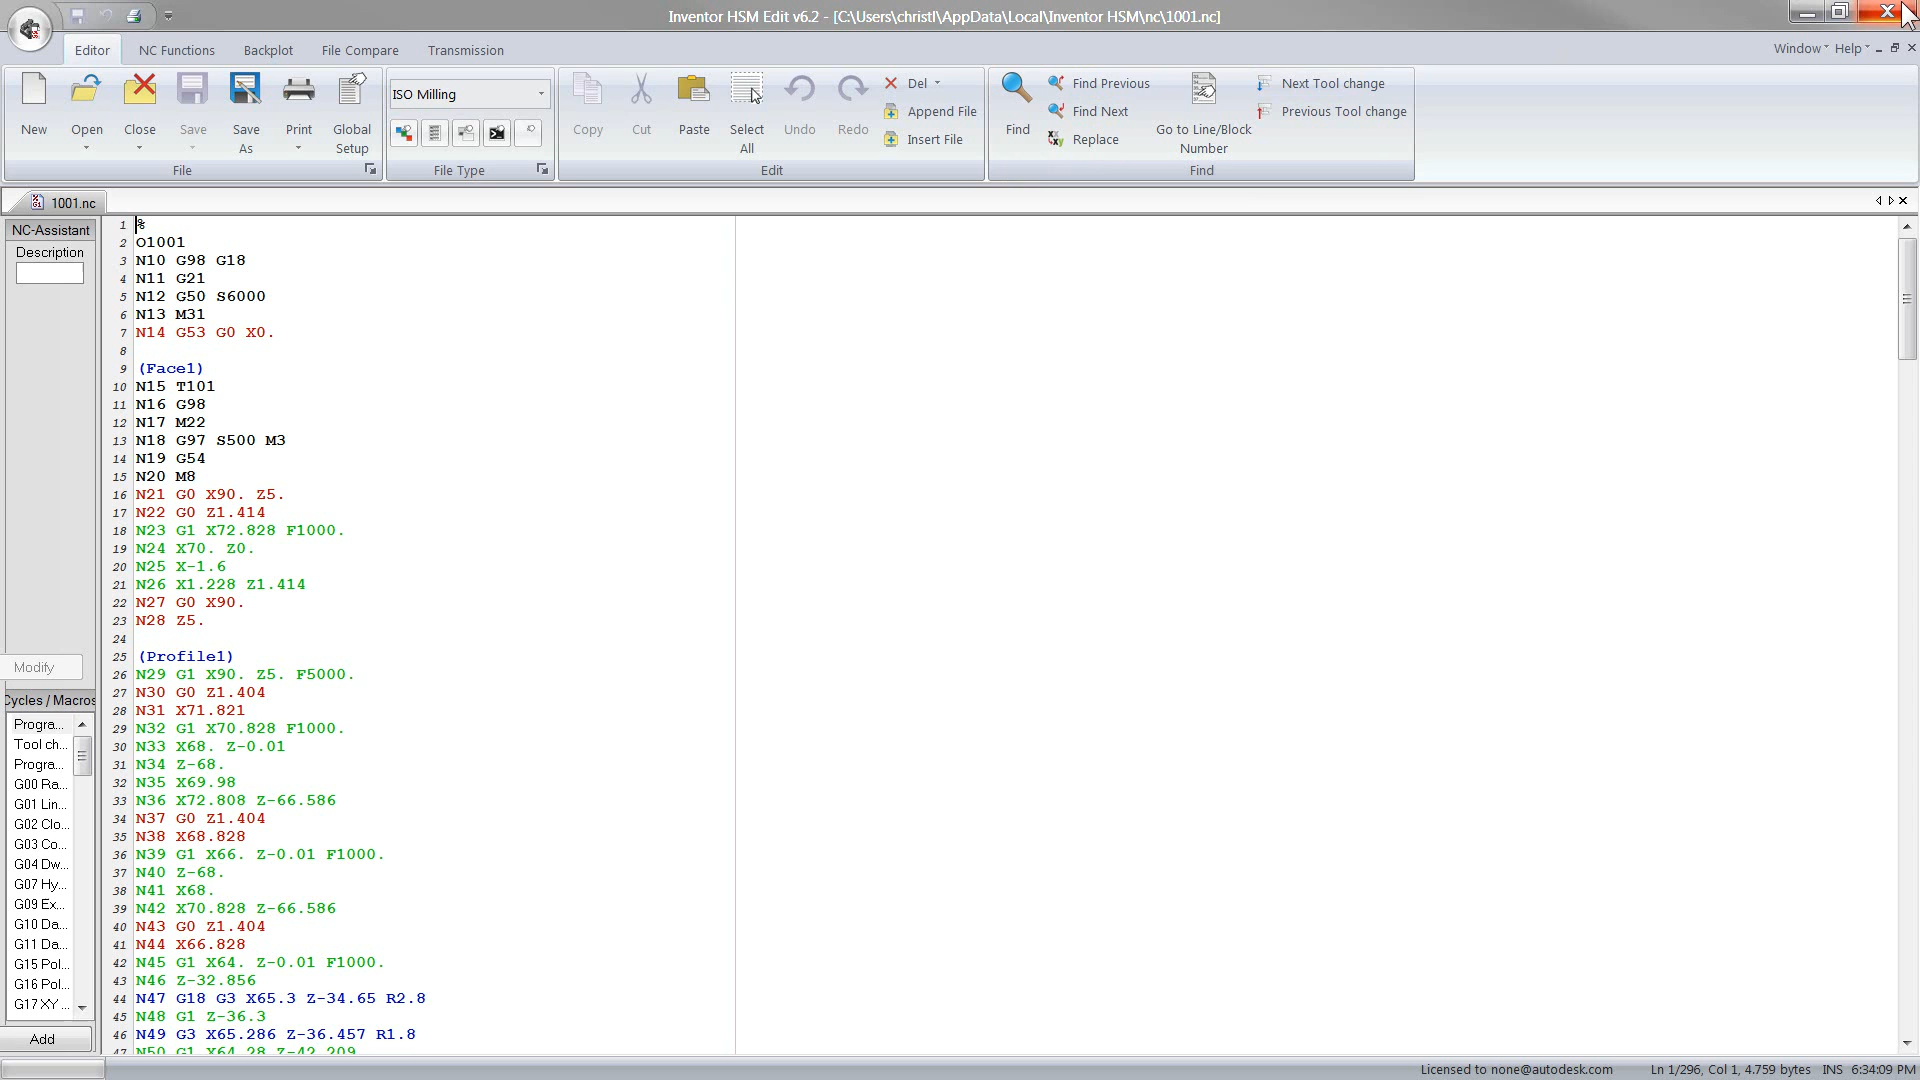 Inventor HSM Edit v6.2 - [C:\Users\christl\AppData\Local\Inventor HSM\nc\1001.nc]
Editor NC Functions Backplot File Compare Transmission Window Help
New Open Close Save Save As Print Global Setup
File
ISO Milling
File Type
Copy Cut Paste Select All Undo Redo
Del
Append File
Insert File
Edit
Find
Find Previous
Find Next
Replace
Go to Line/Block Number
Next Tool change
Previous Tool change
Find
1001.nc
NC-Assistant
Description
Modify
Cycles / Macros
Progra...
Tool ch...
Progra...
G00 Ra...
G01 Lin...
G02 Clo...
G03 Co...
G04 Dw...
G07 Hy...
G09 Ex...
G10 Da...
G11 Da...
G15 Pol...
G16 Pol...
G17 XY ...
Add
1 %
2 O1001
3 N10 G98 G18
4 N11 G21
5 N12 G50 S6000
6 N13 M31
7 N14 G53 G0 X0.
8
9 (Face1)
10 N15 T101
11 N16 G98
12 N17 M22
13 N18 G97 S500 M3
14 N19 G54
15 N20 M8
16 N21 G0 X90. Z5.
17 N22 G0 Z1.414
18 N23 G1 X72.828 F1000.
19 N24 X70. Z0.
20 N25 X-1.6
21 N26 X1.228 Z1.414
22 N27 G0 X90.
23 N28 Z5.
24
25 (Profile1)
26 N29 G1 X90. Z5. F5000.
27 N30 G0 Z1.404
28 N31 X71.821
29 N32 G1 X70.828 F1000.
30 N33 X68. Z-0.01
31 N34 Z-68.
32 N35 X69.98
33 N36 X72.808 Z-66.586
34 N37 G0 Z1.404
35 N38 X68.828
36 N39 G1 X66. Z-0.01 F1000.
37 N40 Z-68.
38 N41 X68.
39 N42 X70.828 Z-66.586
40 N43 G0 Z1.404
41 N44 X66.828
42 N45 G1 X64. Z-0.01 F1000.
43 N46 Z-32.856
44 N47 G18 G3 X65.3 Z-34.65 R2.8
45 N48 G1 Z-36.3
46 N49 G3 X65.286 Z-36.457 R1.8
47 N50 G1 X64.28 Z-42.209
Licensed to none@autodesk.com Ln 1/296, Col 1, 4.759 bytes INS 6:34:09 PM